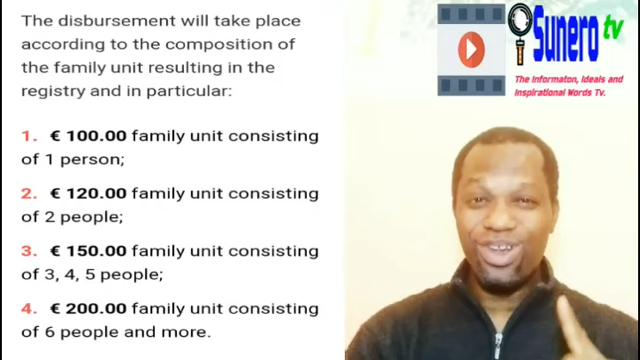 The disbursement will take place
according to the composition of
the family unit resulting in the
registry and in particular:
1. € 100.00 family unit consisting
of 1 person;
2. € 120.00 family unit consisting
of 2 people;
3. € 150.00 family unit consisting
of 3, 4, 5 people;
4. € 200.00 family unit consisting
of 6 people and more.
Sunero tv
The Informaton, Ideals and
Inspirational Words Tv.